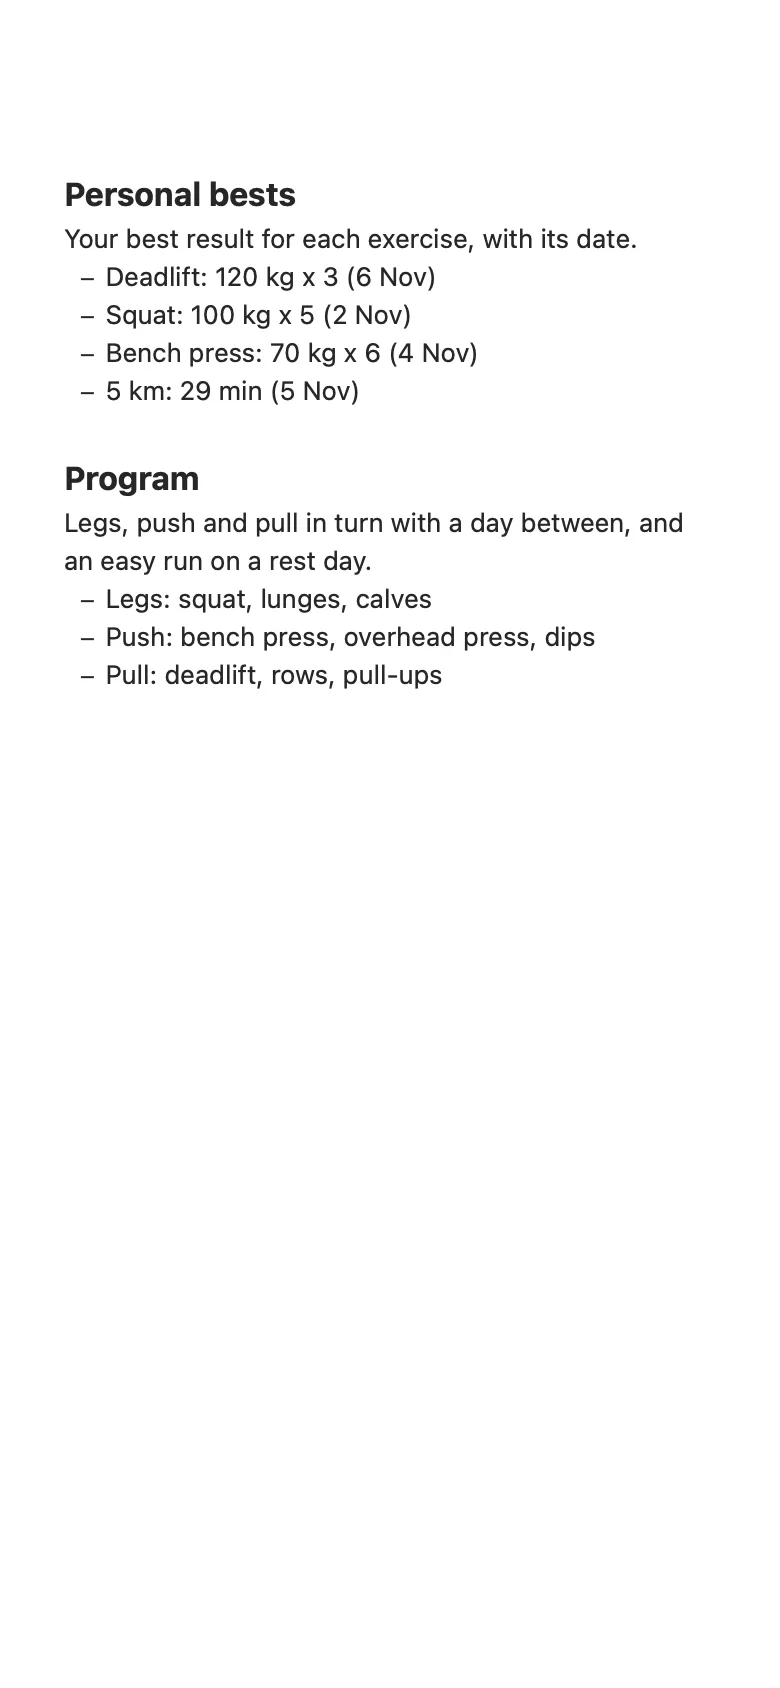 Personal bests
Your best result for each exercise, with its date.
– Deadlift: 120 kg x 3 (6 Nov)
– Squat: 100 kg x 5 (2 Nov)
– Bench press: 70 kg x 6 (4 Nov)
– 5 km: 29 min (5 Nov)
Program
Legs, push and pull in turn with a day between, and
an easy run on a rest day.
– Legs: squat, lunges, calves
– Push: bench press, overhead press, dips
– Pull: deadlift, rows, pull-ups